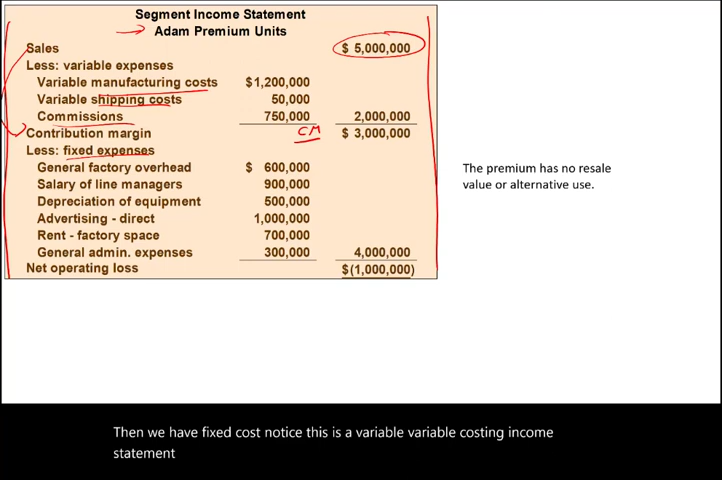 Segment Income Statement
Adam Premium Units
Sales $ 5,000,000
Less: variable expenses
Variable manufacturing costs $1,200,000
Variable shipping costs 50,000
Commissions 750,000 2,000,000
Contribution margin CM $ 3,000,000
Less: fixed expenses
General factory overhead $ 600,000
Salary of line managers 900,000
Depreciation of equipment 500,000
Advertising - direct 1,000,000
Rent - factory space 700,000
General admin. expenses 300,000 4,000,000
Net operating loss $(1,000,000)
The premium has no resale
value or alternative use.
Then we have fixed cost notice this is a variable variable costing income
statement